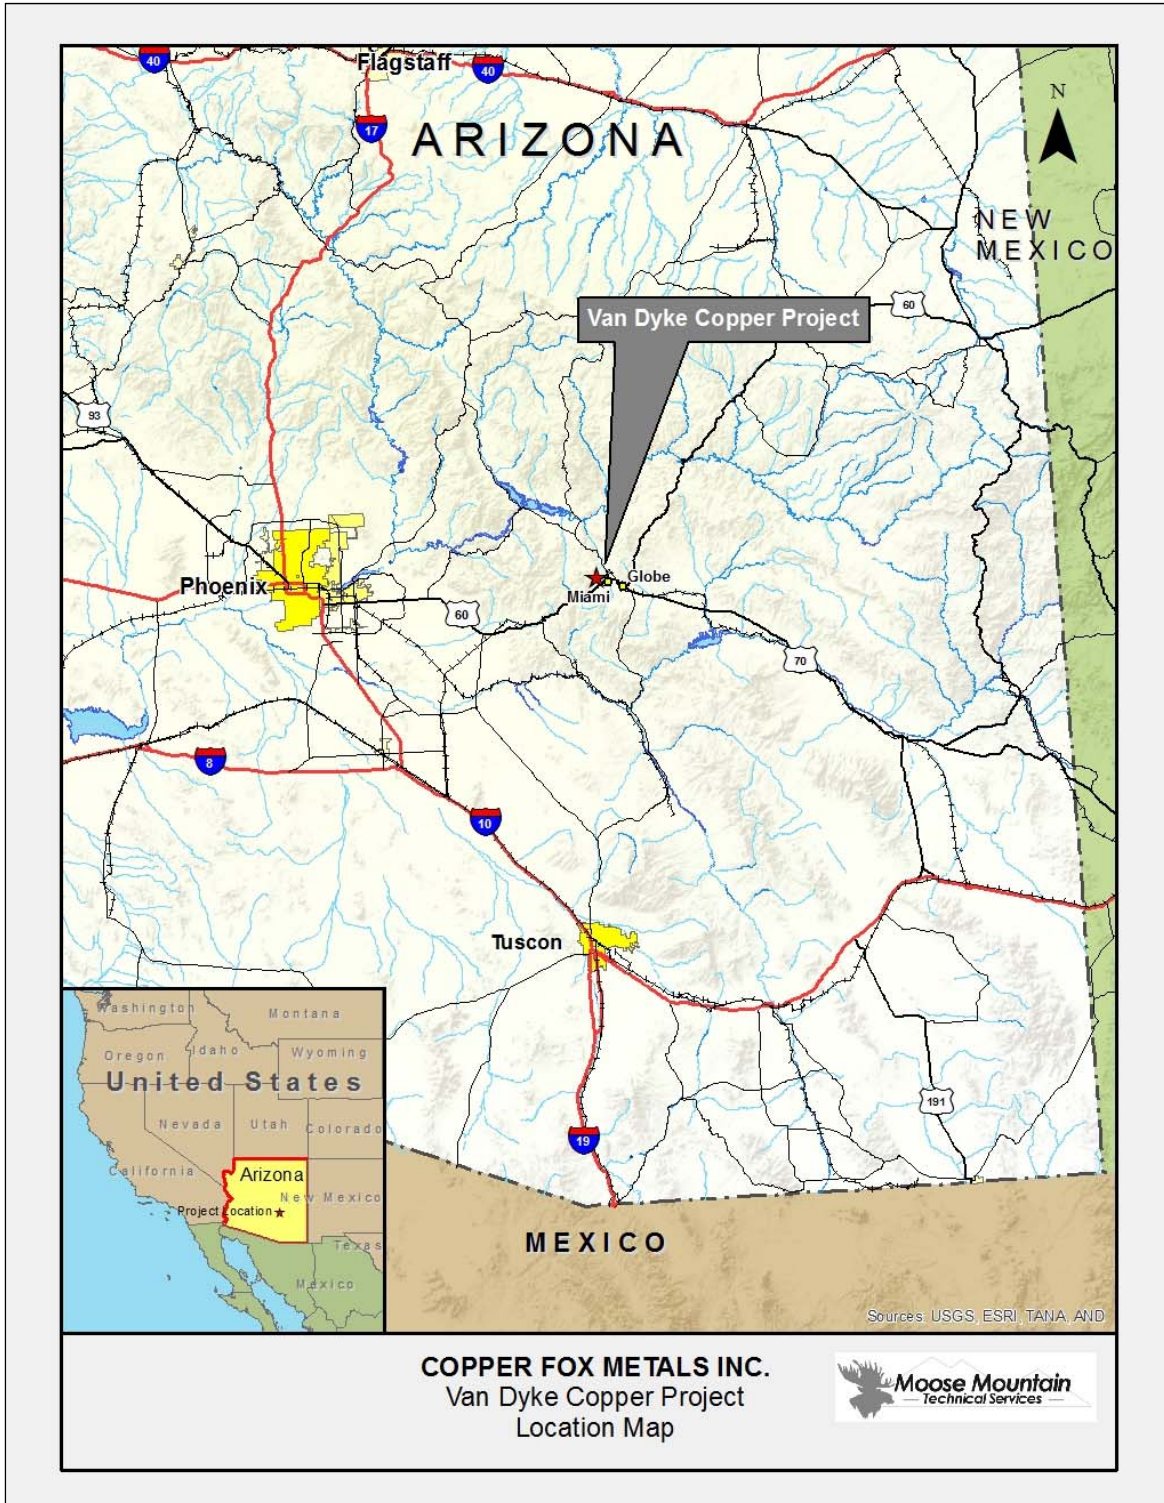 40
Flagstaff
40
17
ARIZONA
N
NEW
MEXICO
60
Van Dyke Copper Project
93
Phoenix
Globe
Miami
60
70
8
10
Tuscon
191
19
MEXICO
Washington
Montana
Oregon
Idaho
Wyoming
United States
Nevada
Utah
Colorado
California
Arizona
New Mexico
Project Location
Texas
Mexico
Sources: USGS, ESRI, TANA, AND
COPPER FOX METALS INC.
Van Dyke Copper Project
Location Map
Moose Mountain
Technical Services